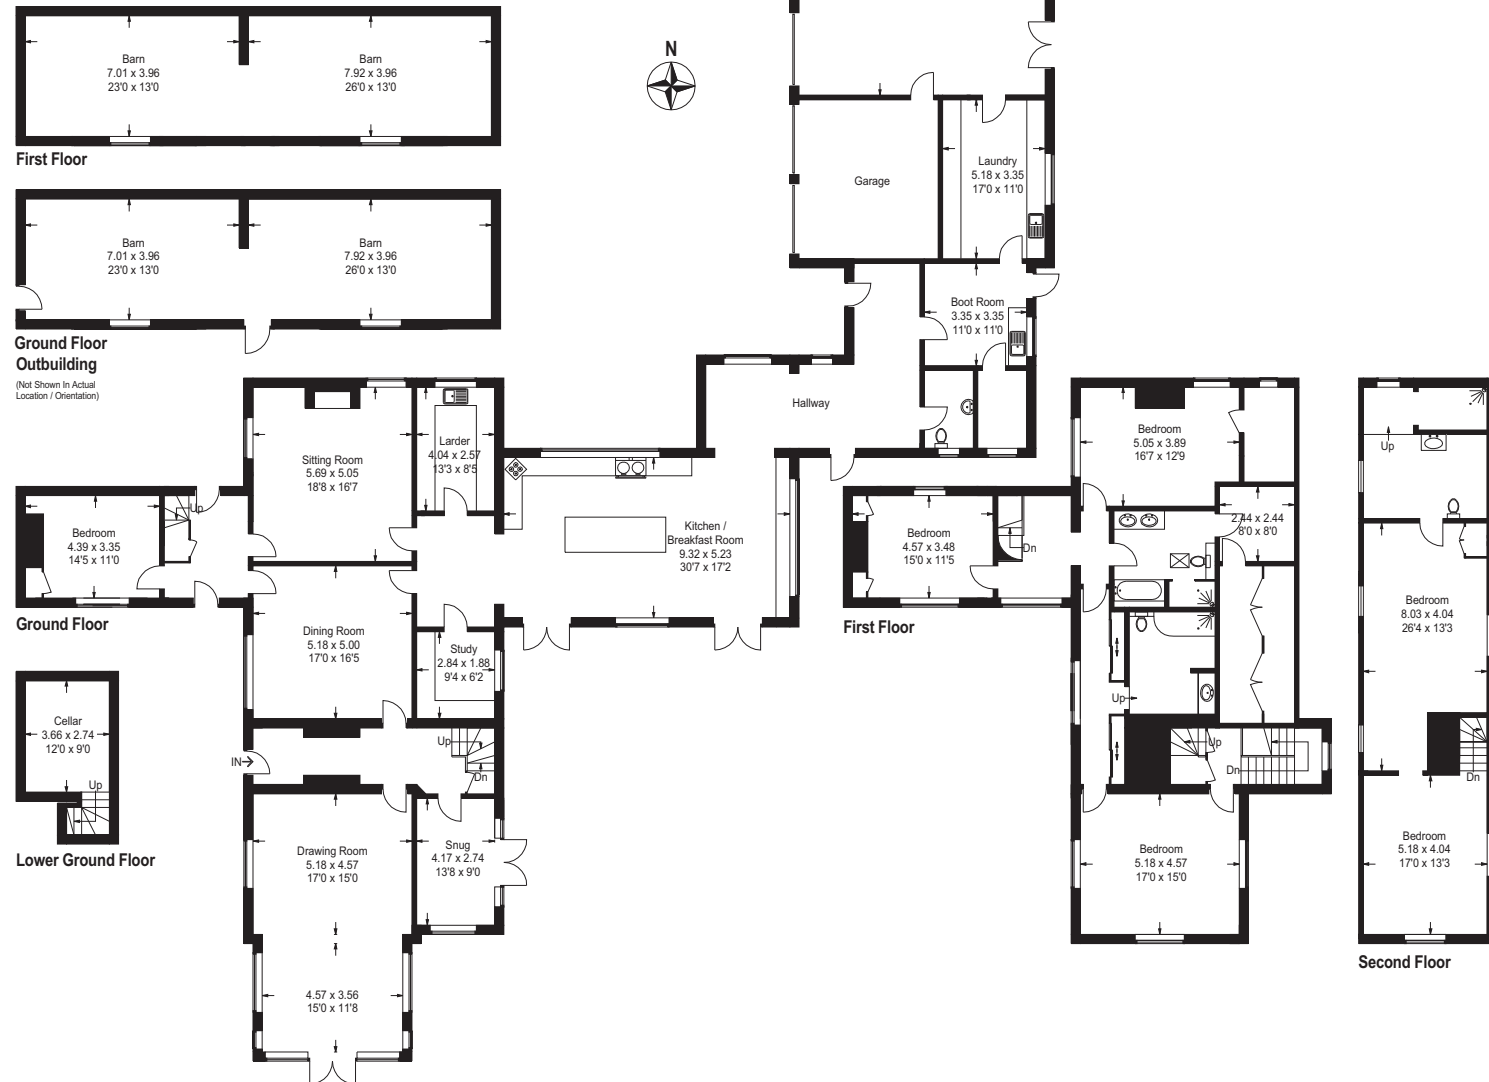 Barn
7.01 x 3.96
23'0 x 13'0
Barn
7.92 x 3.96
26'0 x 13'0
First Floor
N
Barn
7.01 x 3.96
23'0 x 13'0
Barn
7.92 x 3.96
26'0 x 13'0
Ground Floor
Outbuilding
(Not Shown In Actual
Location / Orientation)
Garage
Laundry
5.18 x 3.35
17'0 x 11'0
Boot Room
3.35 x 3.35
11'0 x 11'0
Hallway
Sitting Room
5.69 x 5.05
18'8 x 16'7
Larder
4.04 x 2.57
13'3 x 8'5
Up
Bedroom
4.39 x 3.35
14'5 x 11'0
Kitchen /
Breakfast Room
9.32 x 5.23
30'7 x 17'2
Ground Floor
Dining Room
5.18 x 5.00
17'0 x 16'5
Study
2.84 x 1.88
9'4 x 6'2
Cellar
3.66 x 2.74
12'0 x 9'0
Up
Lower Ground Floor
IN
Up
Dn
Drawing Room
5.18 x 4.57
17'0 x 15'0
Snug
4.17 x 2.74
13'8 x 9'0
4.57 x 3.56
15'0 x 11'8
Bedroom
5.05 x 3.89
16'7 x 12'9
2.44 x 2.44
8'0 x 8'0
Bedroom
4.57 x 3.48
15'0 x 11'5
Dn
First Floor
Up
Up
Dn
Bedroom
5.18 x 4.57
17'0 x 15'0
Up
Bedroom
8.03 x 4.04
26'4 x 13'3
Dn
Bedroom
5.18 x 4.04
17'0 x 13'3
Second Floor